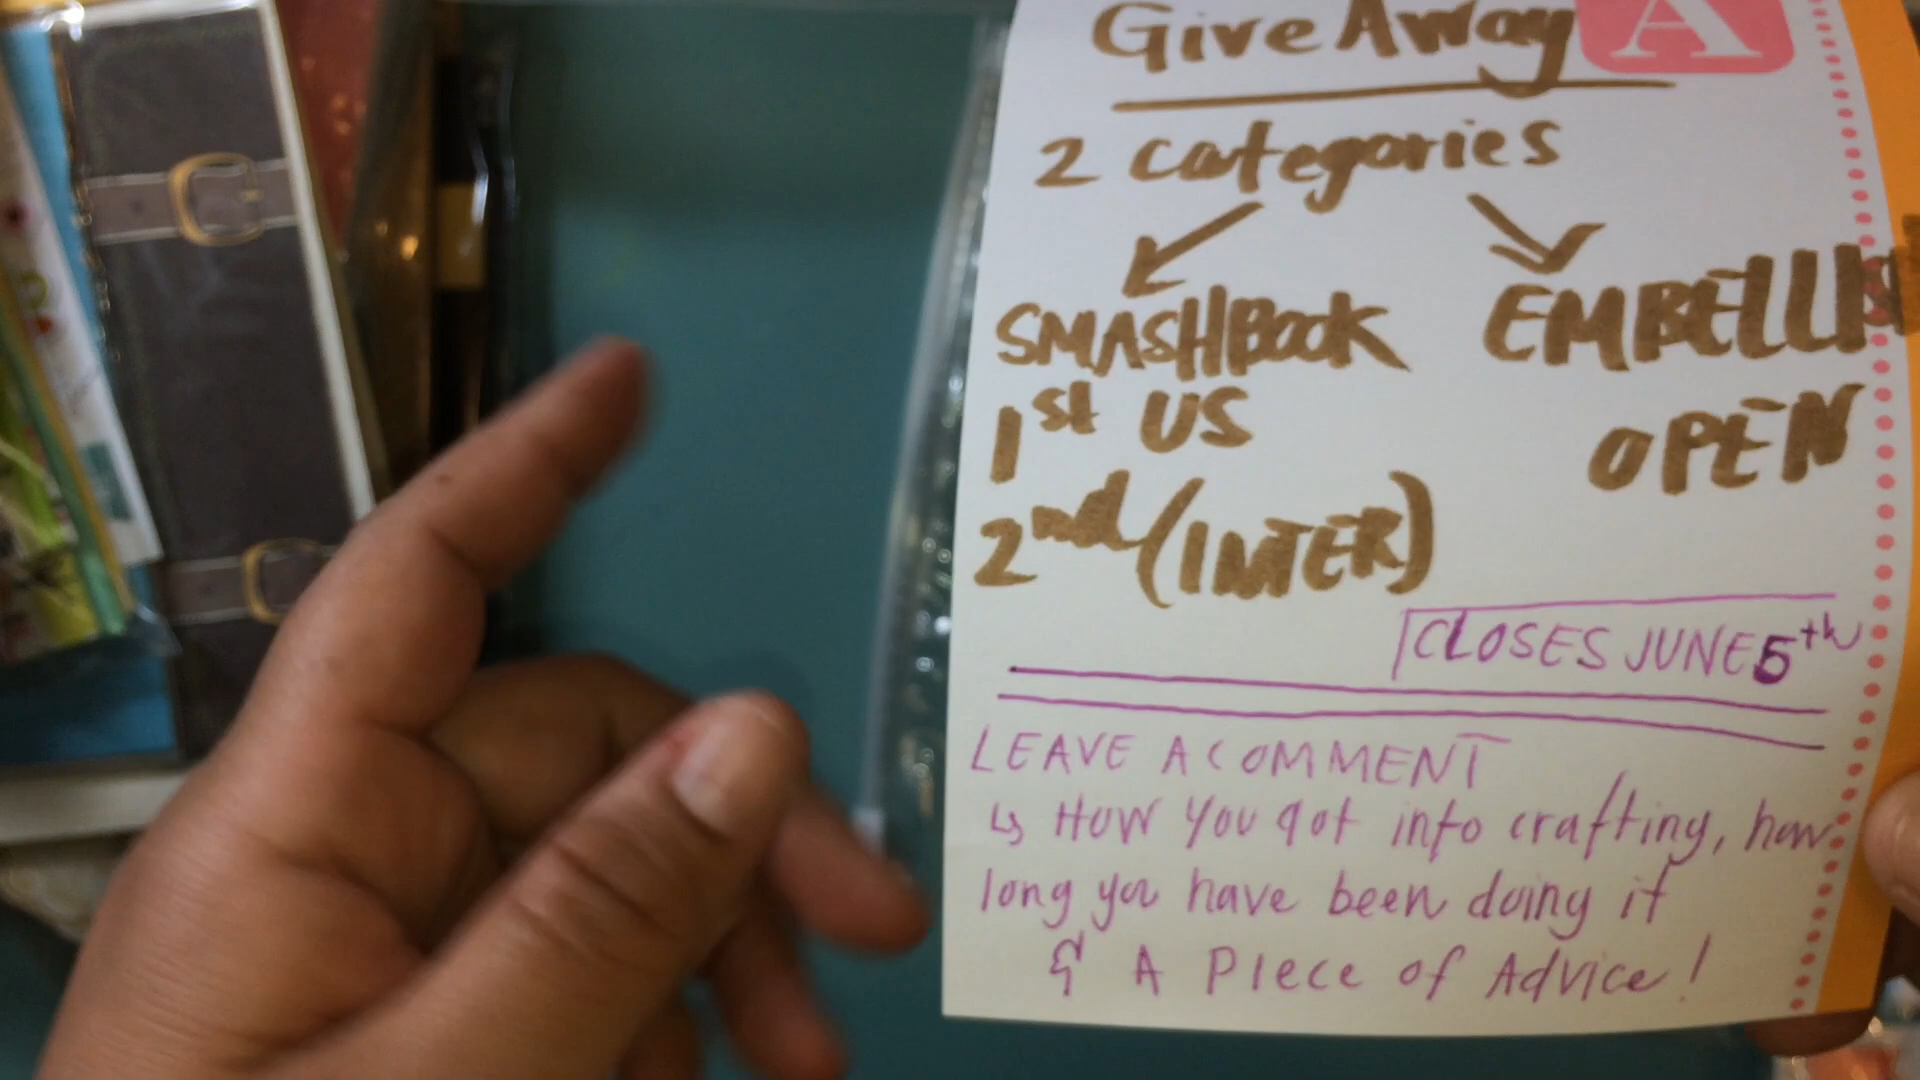 GiveAway
A
2 categories
SMASHBOOK
EMBELLIS
1st US
OPEN
2nd (INTER)
CLOSES JUNE 5th
LEAVE A COMMENT
↳ HOW YOU got into crafting, how
long you have been doing it
& A PIece of Advice!